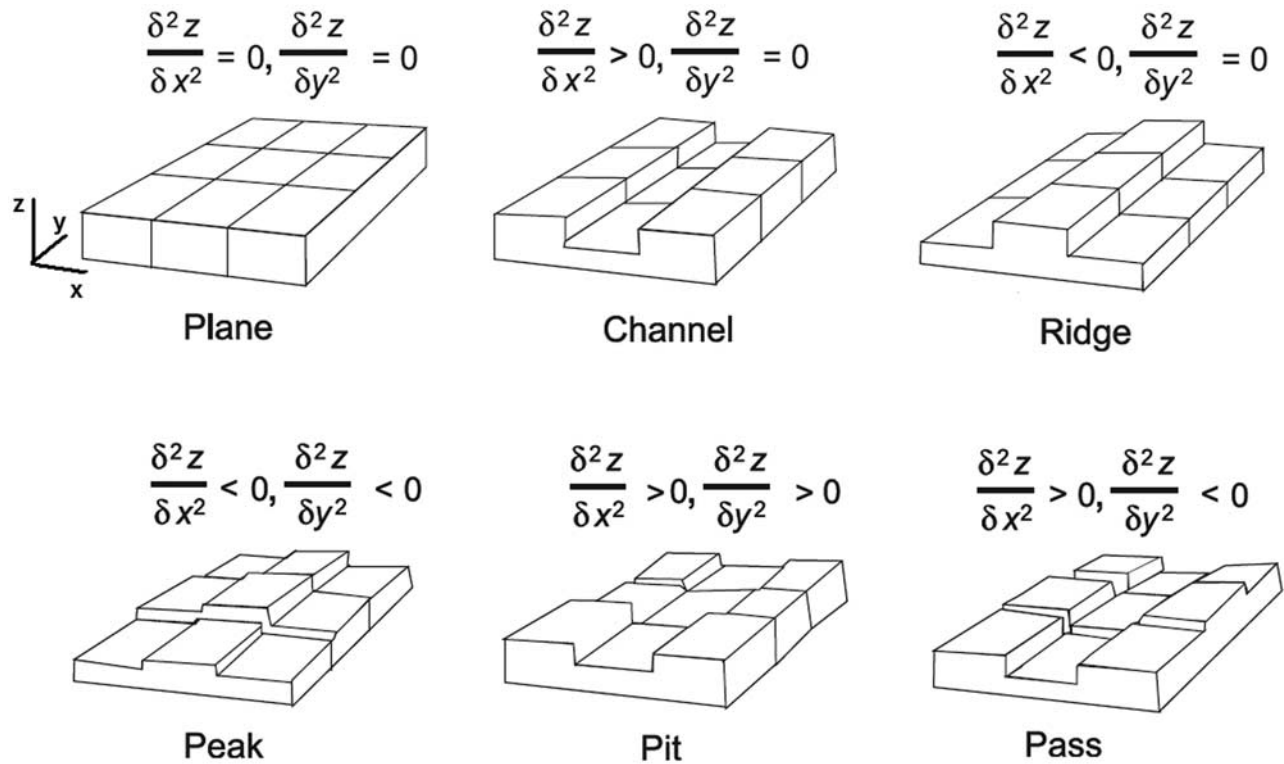 δ²z/δx² = 0, δ²z/δy² = 0
δ²z/δx² > 0, δ²z/δy² = 0
δ²z/δx² < 0, δ²z/δy² = 0
z
y
x
Plane
Channel
Ridge
δ²z/δx² < 0, δ²z/δy² < 0
δ²z/δx² > 0, δ²z/δy² > 0
δ²z/δx² > 0, δ²z/δy² < 0
Peak
Pit
Pass